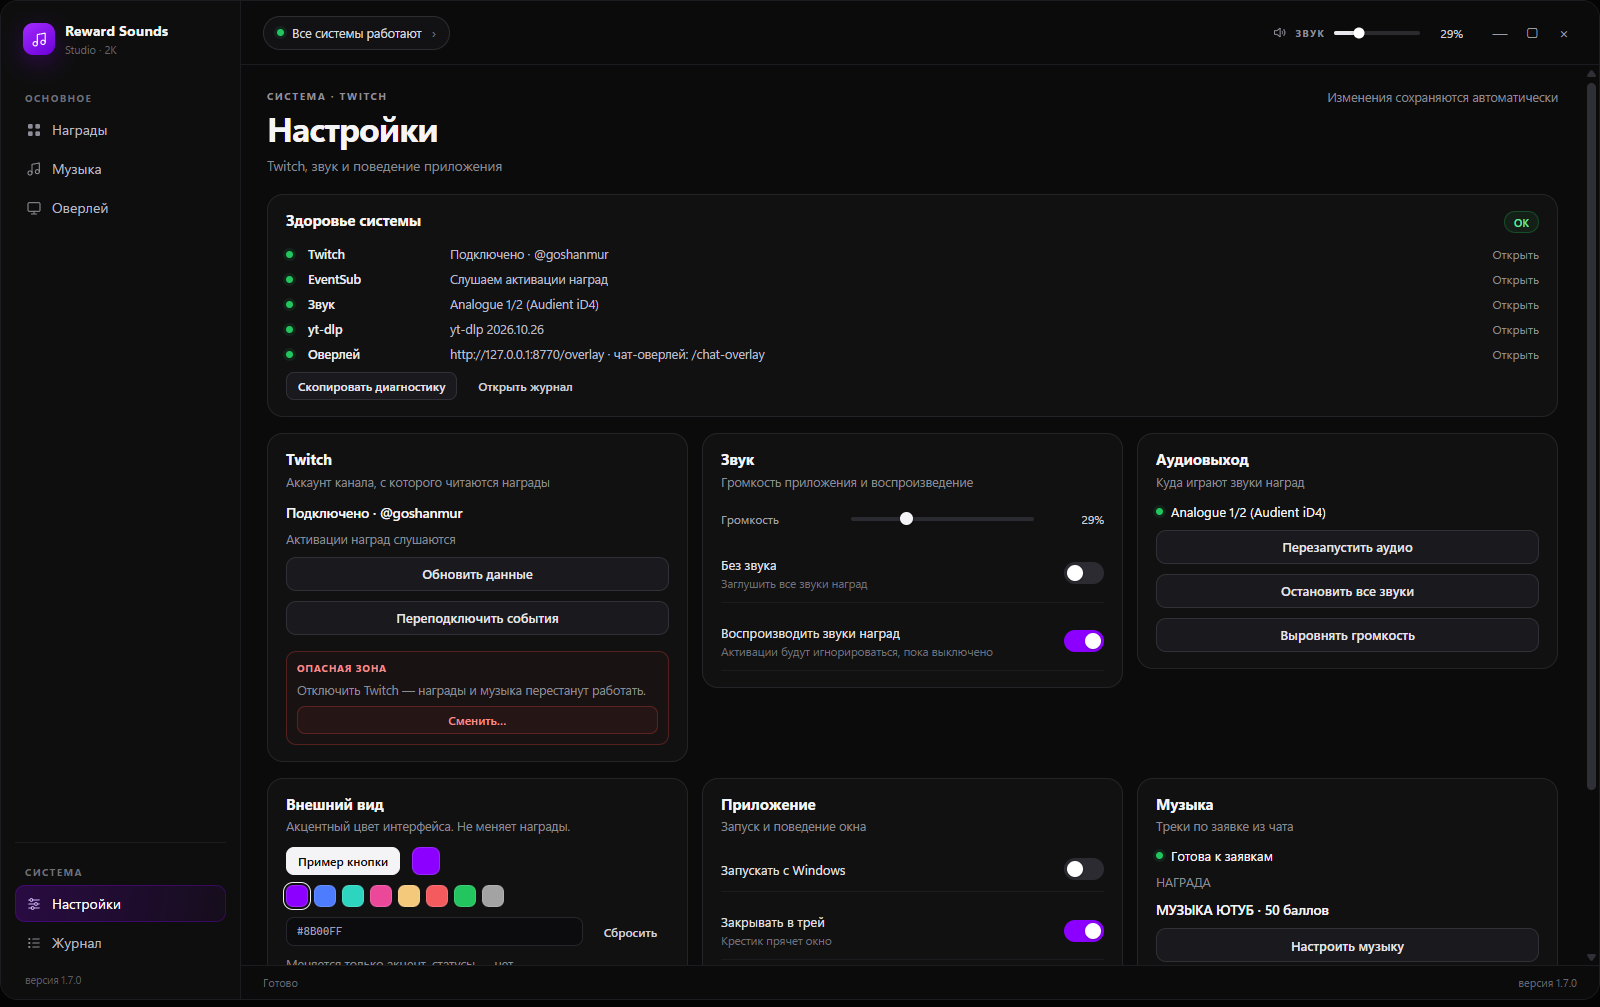 Reward Sounds
Studio · 2K
Все системы работают ›
ЗВУК 29%
ОСНОВНОЕ
Награды
Музыка
Оверлей
СИСТЕМА
Настройки
Журнал
версия 1.7.0
СИСТЕМА · TWITCH
Изменения сохраняются автоматически
Настройки
Twitch, звук и поведение приложения
Здоровье системы
OK
Twitch Подключено · @goshanmur Открыть
EventSub Слушаем активации наград Открыть
Звук Analogue 1/2 (Audient iD4) Открыть
yt-dlp yt-dlp 2026.10.26 Открыть
Оверлей http://127.0.0.1:8770/overlay · чат-оверлей: /chat-overlay Открыть
Скопировать диагностику Открыть журнал
Twitch
Аккаунт канала, с которого читаются награды
Подключено · @goshanmur
Активации наград слушаются
Обновить данные
Переподключить события
ОПАСНАЯ ЗОНА
Отключить Twitch — награды и музыка перестанут работать.
Сменить...
Звук
Громкость приложения и воспроизведение
Громкость 29%
Без звука
Заглушить все звуки наград
Воспроизводить звуки наград
Активации будут игнорироваться, пока выключено
Аудиовыход
Куда играют звуки наград
Analogue 1/2 (Audient iD4)
Перезапустить аудио
Остановить все звуки
Выровнять громкость
Внешний вид
Акцентный цвет интерфейса. Не меняет награды.
Пример кнопки
#8B00FF Сбросить
Меняется только акцент, статусы — нет.
Приложение
Запуск и поведение окна
Запускать с Windows
Закрывать в трей
Крестик прячет окно
Музыка
Треки по заявке из чата
Готова к заявкам
НАГРАДА
МУЗЫКА ЮТУБ · 50 баллов
Настроить музыку
Готово
версия 1.7.0